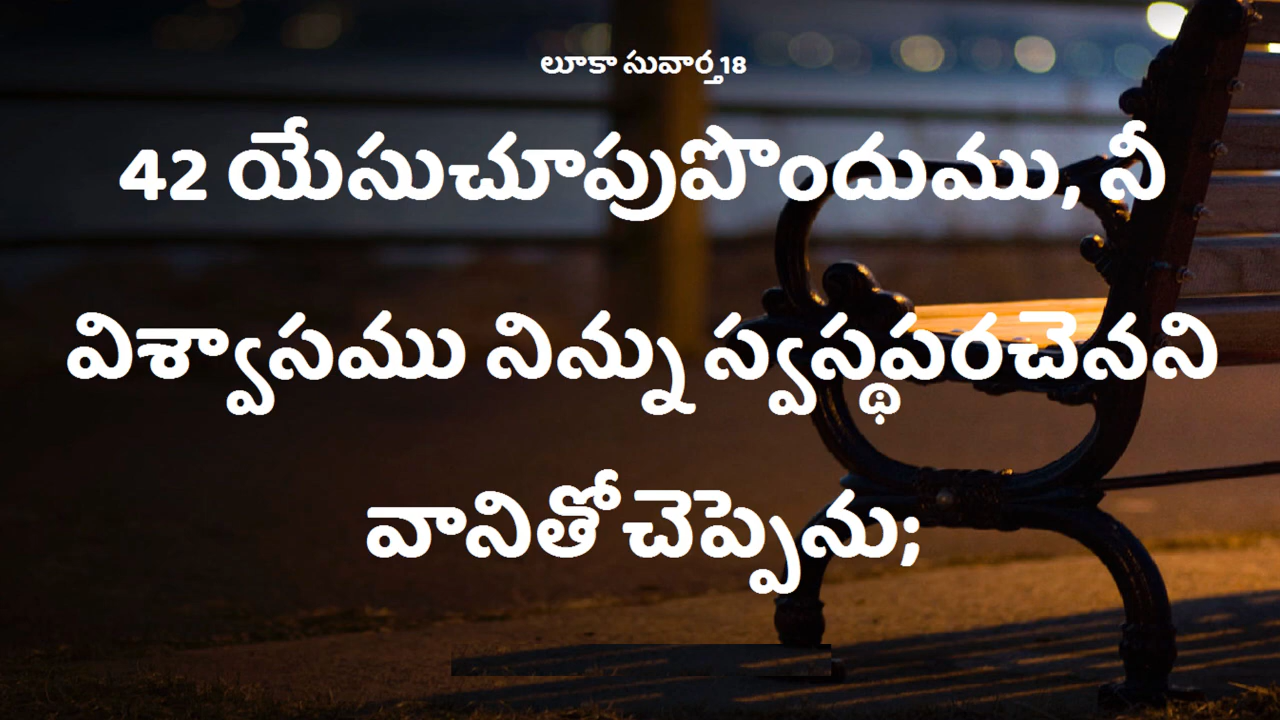 లూకా సువార్త 18
42 యేసుచూపుపొందుము, నీ
విశ్వాసము నిన్ను స్వస్థపరచెనని
వానితో చెప్పెను;